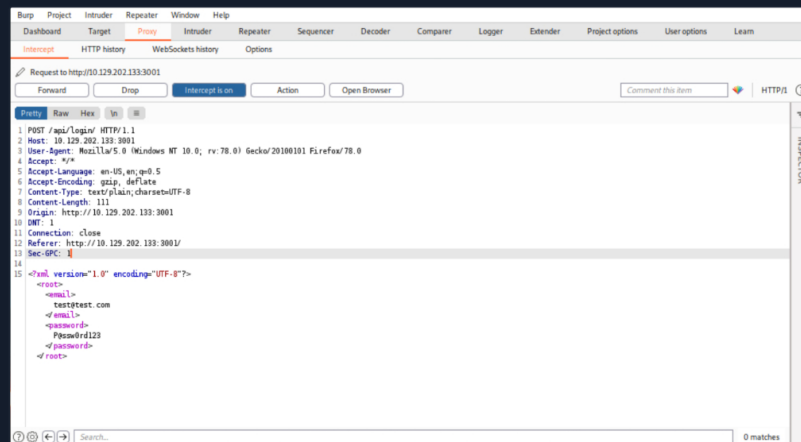 Burp Project Intruder Repeater Window Help
Dashboard Target Proxy Intruder Repeater Sequencer Decoder Comparer Logger Extender Project options User options Learn
Intercept HTTP history WebSockets history Options
Request to http://10.129.202.133:3001
Forward Drop Intercept is on Action Open Browser Comment this item HTTP/1
Pretty Raw Hex \n
1 POST /api/login/ HTTP/1.1
2 Host: 10.129.202.133:3001
3 User-Agent: Mozilla/5.0 (Windows NT 10.0; rv:78.0) Gecko/20100101 Firefox/78.0
4 Accept: */*
5 Accept-Language: en-US,en;q=0.5
6 Accept-Encoding: gzip, deflate
7 Content-Type: text/plain;charset=UTF-8
8 Content-Length: 111
9 Origin: http://10.129.202.133:3001
10 DNT: 1
11 Connection: close
12 Referer: http://10.129.202.133:3001/
13 Sec-GPC: 1
14
15 <?xml version="1.0" encoding="UTF-8"?>
<root>
<email>
test@test.com
</email>
<password>
P@ssw0rd123
</password>
</root>
Search... 0 matches